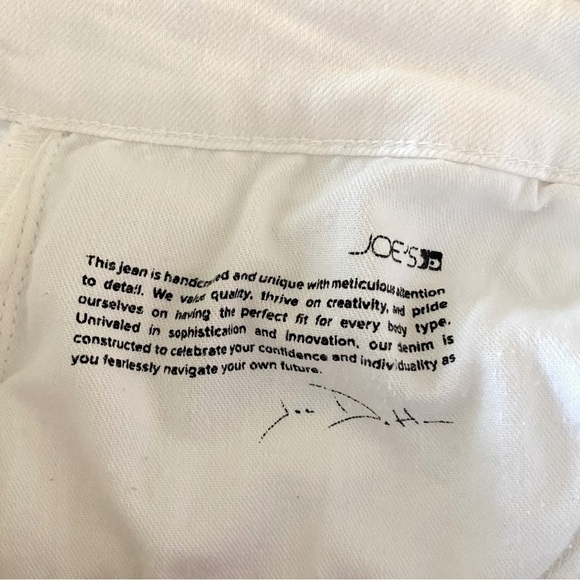 JOE'S
This jean is handcrafted and unique with meticulous attention
to detail. We value quality, thrive on creativity, and pride
ourselves on having the perfect fit for every body type.
Unrivaled in sophistication and innovation, our denim is
constructed to celebrate your confidence and individuality as
you fearlessly navigate your own future.
Joe